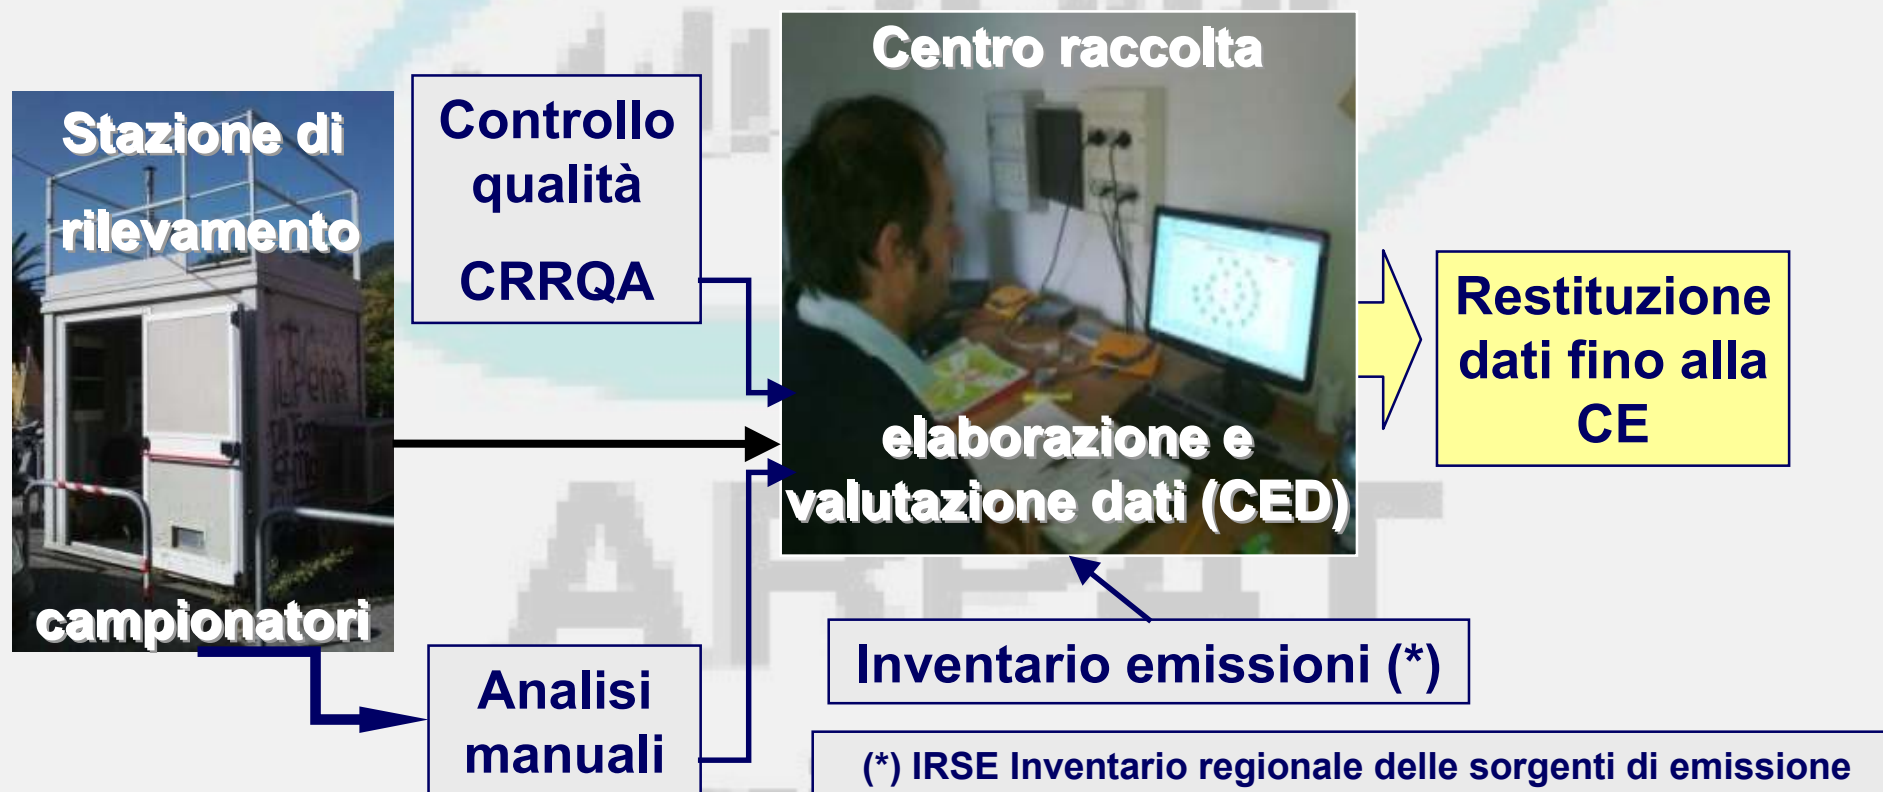 Stazione di
rilevamento
campionatori
Controllo
qualità
CRRQA
Analisi
manuali
Centro raccolta
elaborazione e
valutazione dati (CED)
Inventario emissioni (*)
(*) IRSE Inventario regionale delle sorgenti di emissione
Restituzione
dati fino alla
CE
ARPAT